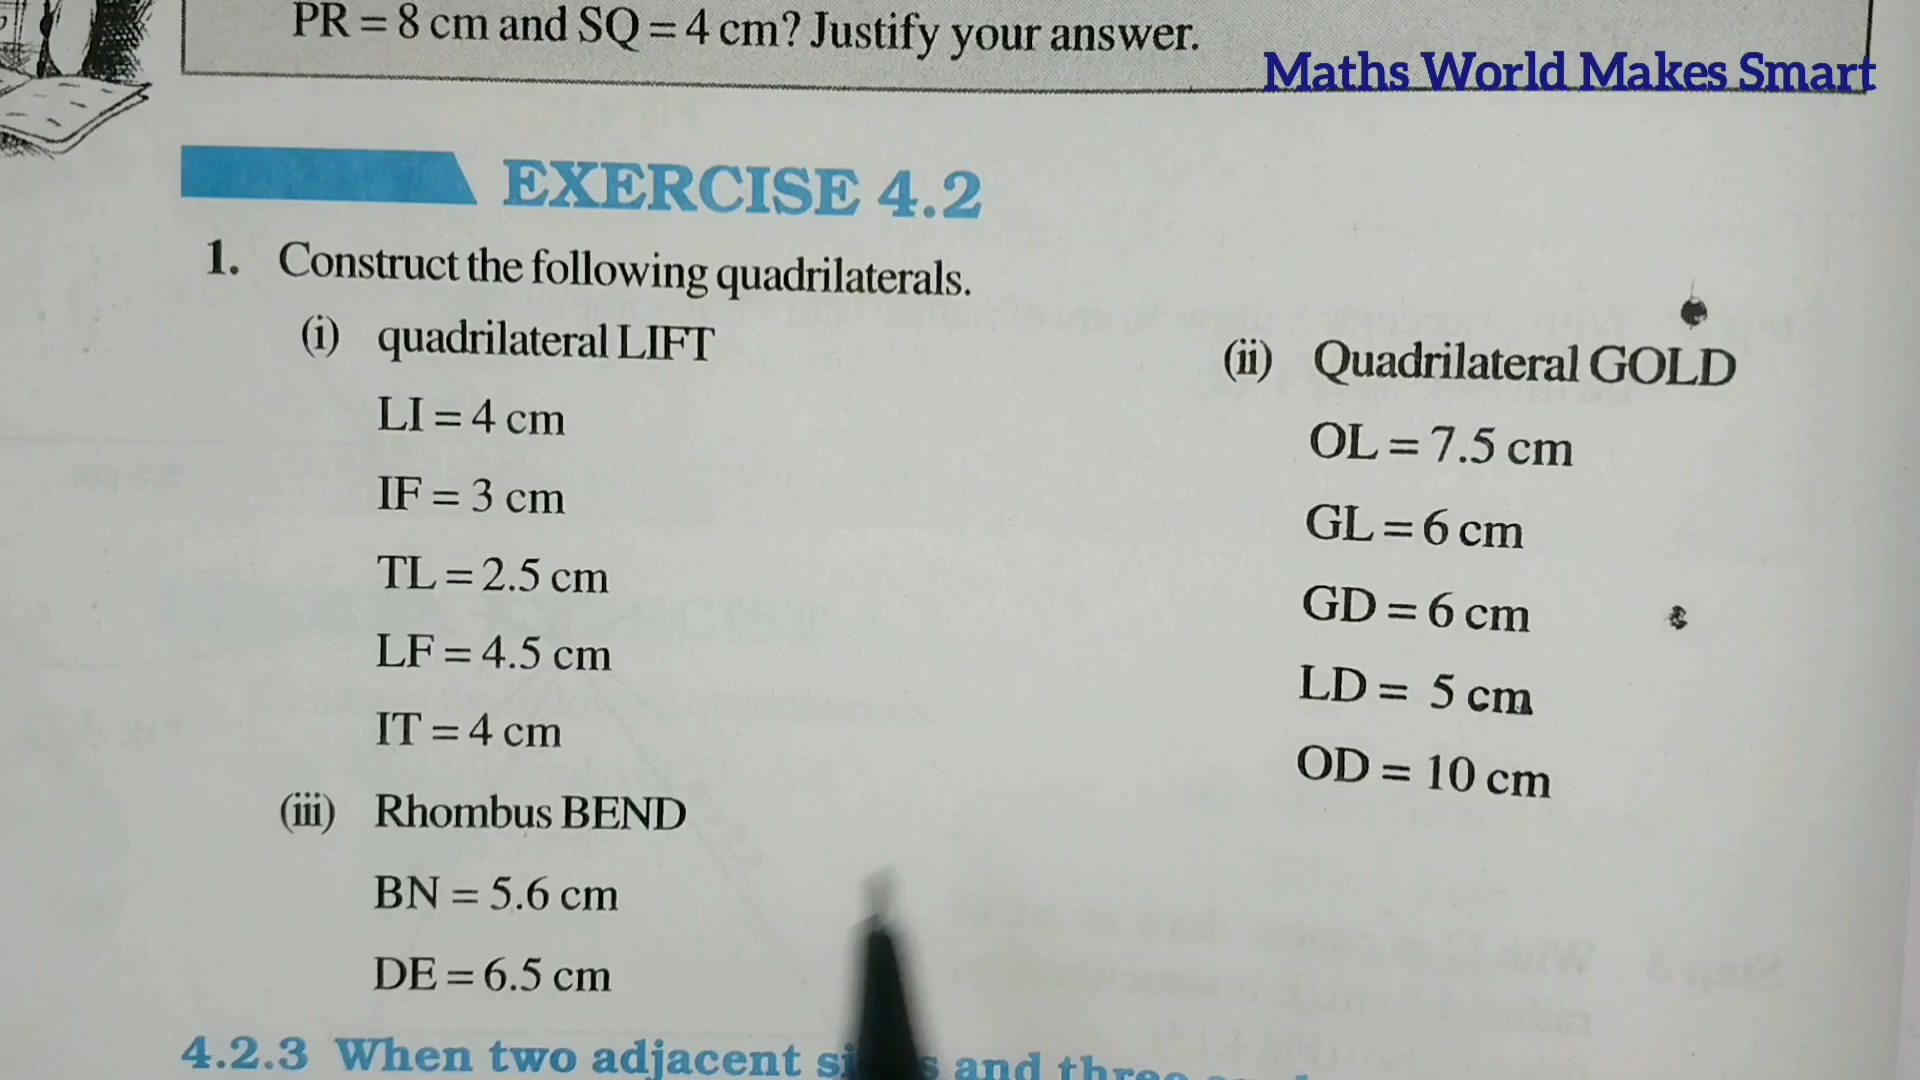 PR = 8 cm and SQ = 4 cm? Justify your answer.
Maths World Makes Smart
EXERCISE 4.2
1. Construct the following quadrilaterals.
(i) quadrilateral LIFT
LI = 4 cm
IF = 3 cm
TL = 2.5 cm
LF = 4.5 cm
IT = 4 cm
(ii) Quadrilateral GOLD
OL = 7.5 cm
GL = 6 cm
GD = 6 cm
LD = 5 cm
OD = 10 cm
(iii) Rhombus BEND
BN = 5.6 cm
DE = 6.5 cm
4.2.3 When two adjacent and